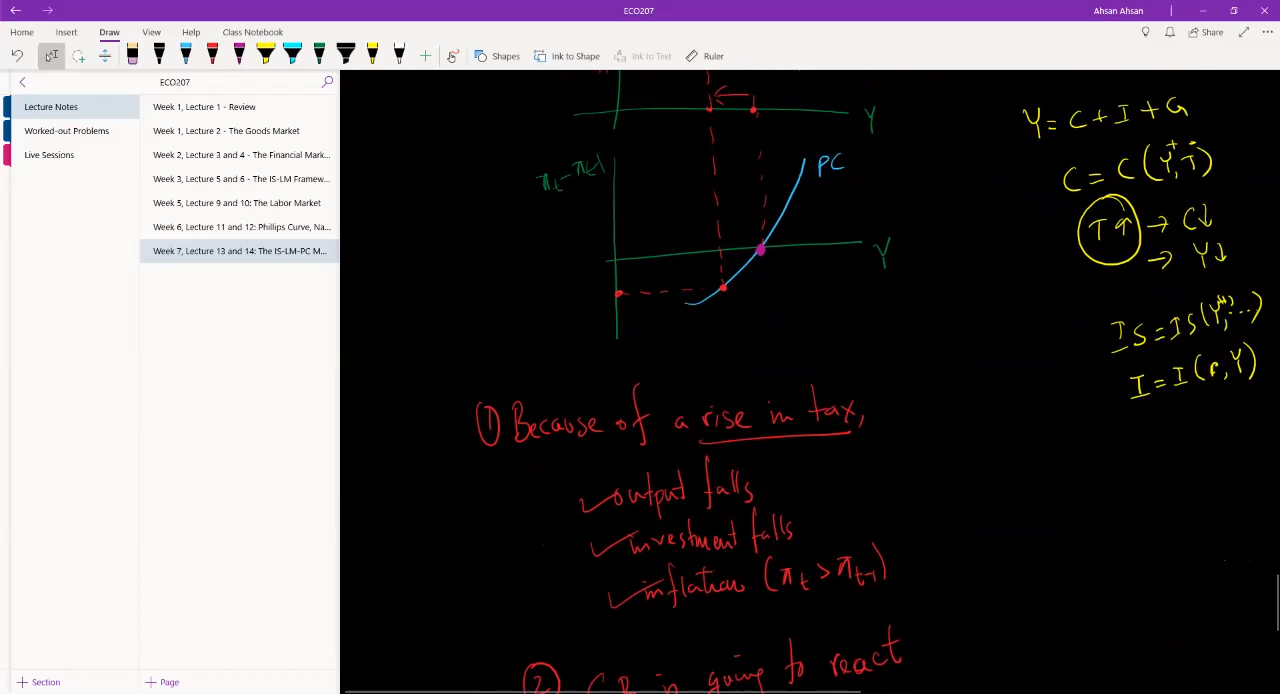 ECO207
Ahsan Ahsan
Home
Insert
Draw
View
Help
Class Notebook
Share
Shapes
Ink to Shape
Ink to Text
Ruler
ECO207
Lecture Notes
Worked-out Problems
Live Sessions
Week 1, Lecture 1 - Review
Week 1, Lecture 2 - The Goods Market
Week 2, Lecture 3 and 4 - The Financial Mark...
Week 3, Lecture 5 and 6 - The IS-LM Framew...
Week 5, Lecture 9 and 10: The Labor Market
Week 6, Lecture 11 and 12: Phillips Curve, Na...
Week 7, Lecture 13 and 14: The IS-LM-PC M...
Section
Page
Y
πt-πt-1
PC
Y
① Because of a rise in tax,
✓ output falls
✓ investment falls
✓ inflation (πt > πt-1)
② C.B is going to react
Y = C + I + G
C = C (Y⁺, T⁻)
T↑ → C↓
→ Y↓
IS = IS(Y, ...)
I = I (r, Y)